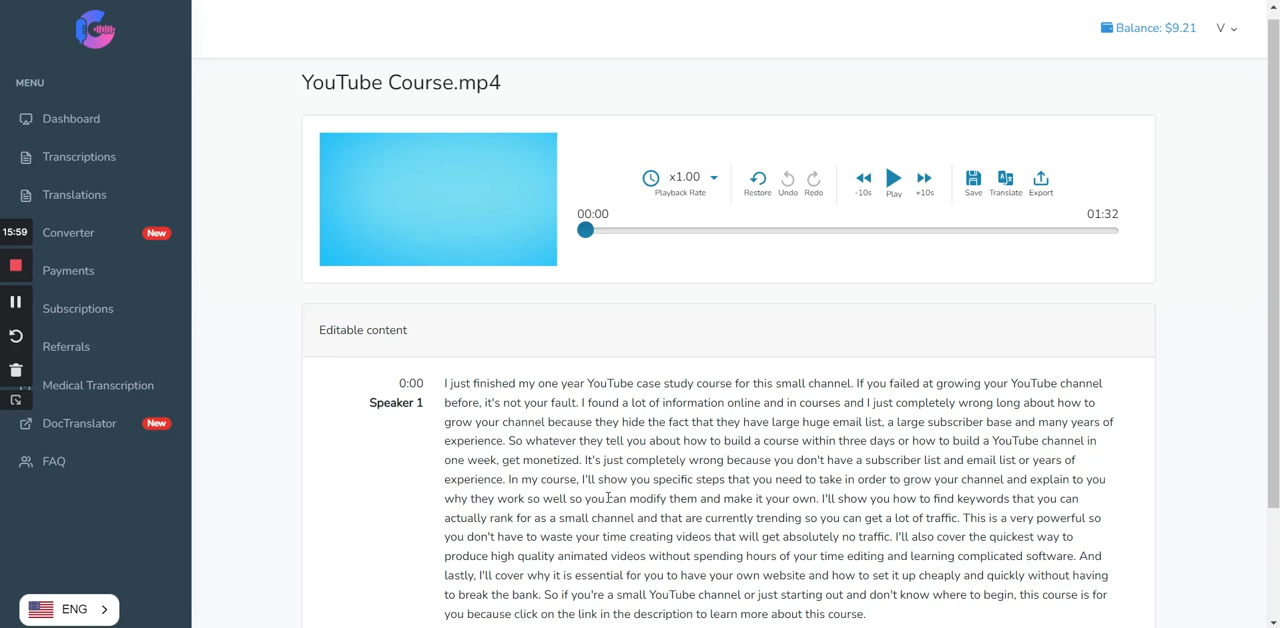 Balance: $9.21 V
MENU
Dashboard
Transcriptions
Translations
15:59
Converter New
Payments
Subscriptions
Referrals
Medical Transcription
DocTranslator New
FAQ
ENG
YouTube Course.mp4
x1.00
Playback Rate
Restore Undo Redo
-10s Play +10s
Save Translate Export
00:00 01:32
Editable content
0:00
Speaker 1
I just finished my one year YouTube case study course for this small channel. If you failed at growing your YouTube channel
before, it's not your fault. I found a lot of information online and in courses and I just completely wrong long about how to
grow your channel because they hide the fact that they have large huge email list, a large subscriber base and many years of
experience. So whatever they tell you about how to build a course within three days or how to build a YouTube channel in
one week, get monetized. It's just completely wrong because you don't have a subscriber list and email list or years of
experience. In my course, I'll show you specific steps that you need to take in order to grow your channel and explain to you
why they work so well so you can modify them and make it your own. I'll show you how to find keywords that you can
actually rank for as a small channel and that are currently trending so you can get a lot of traffic. This is a very powerful so
you don't have to waste your time creating videos that will get absolutely no traffic. I'll also cover the quickest way to
produce high quality animated videos without spending hours of your time editing and learning complicated software. And
lastly, I'll cover why it is essential for you to have your own website and how to set it up cheaply and quickly without having
to break the bank. So if you're a small YouTube channel or just starting out and don't know where to begin, this course is for
you because click on the link in the description to learn more about this course.